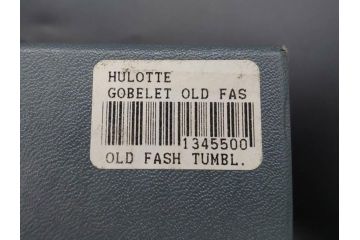 HULOTTE
GOBELET OLD FAS
1345500
OLD FASH TUMBL.